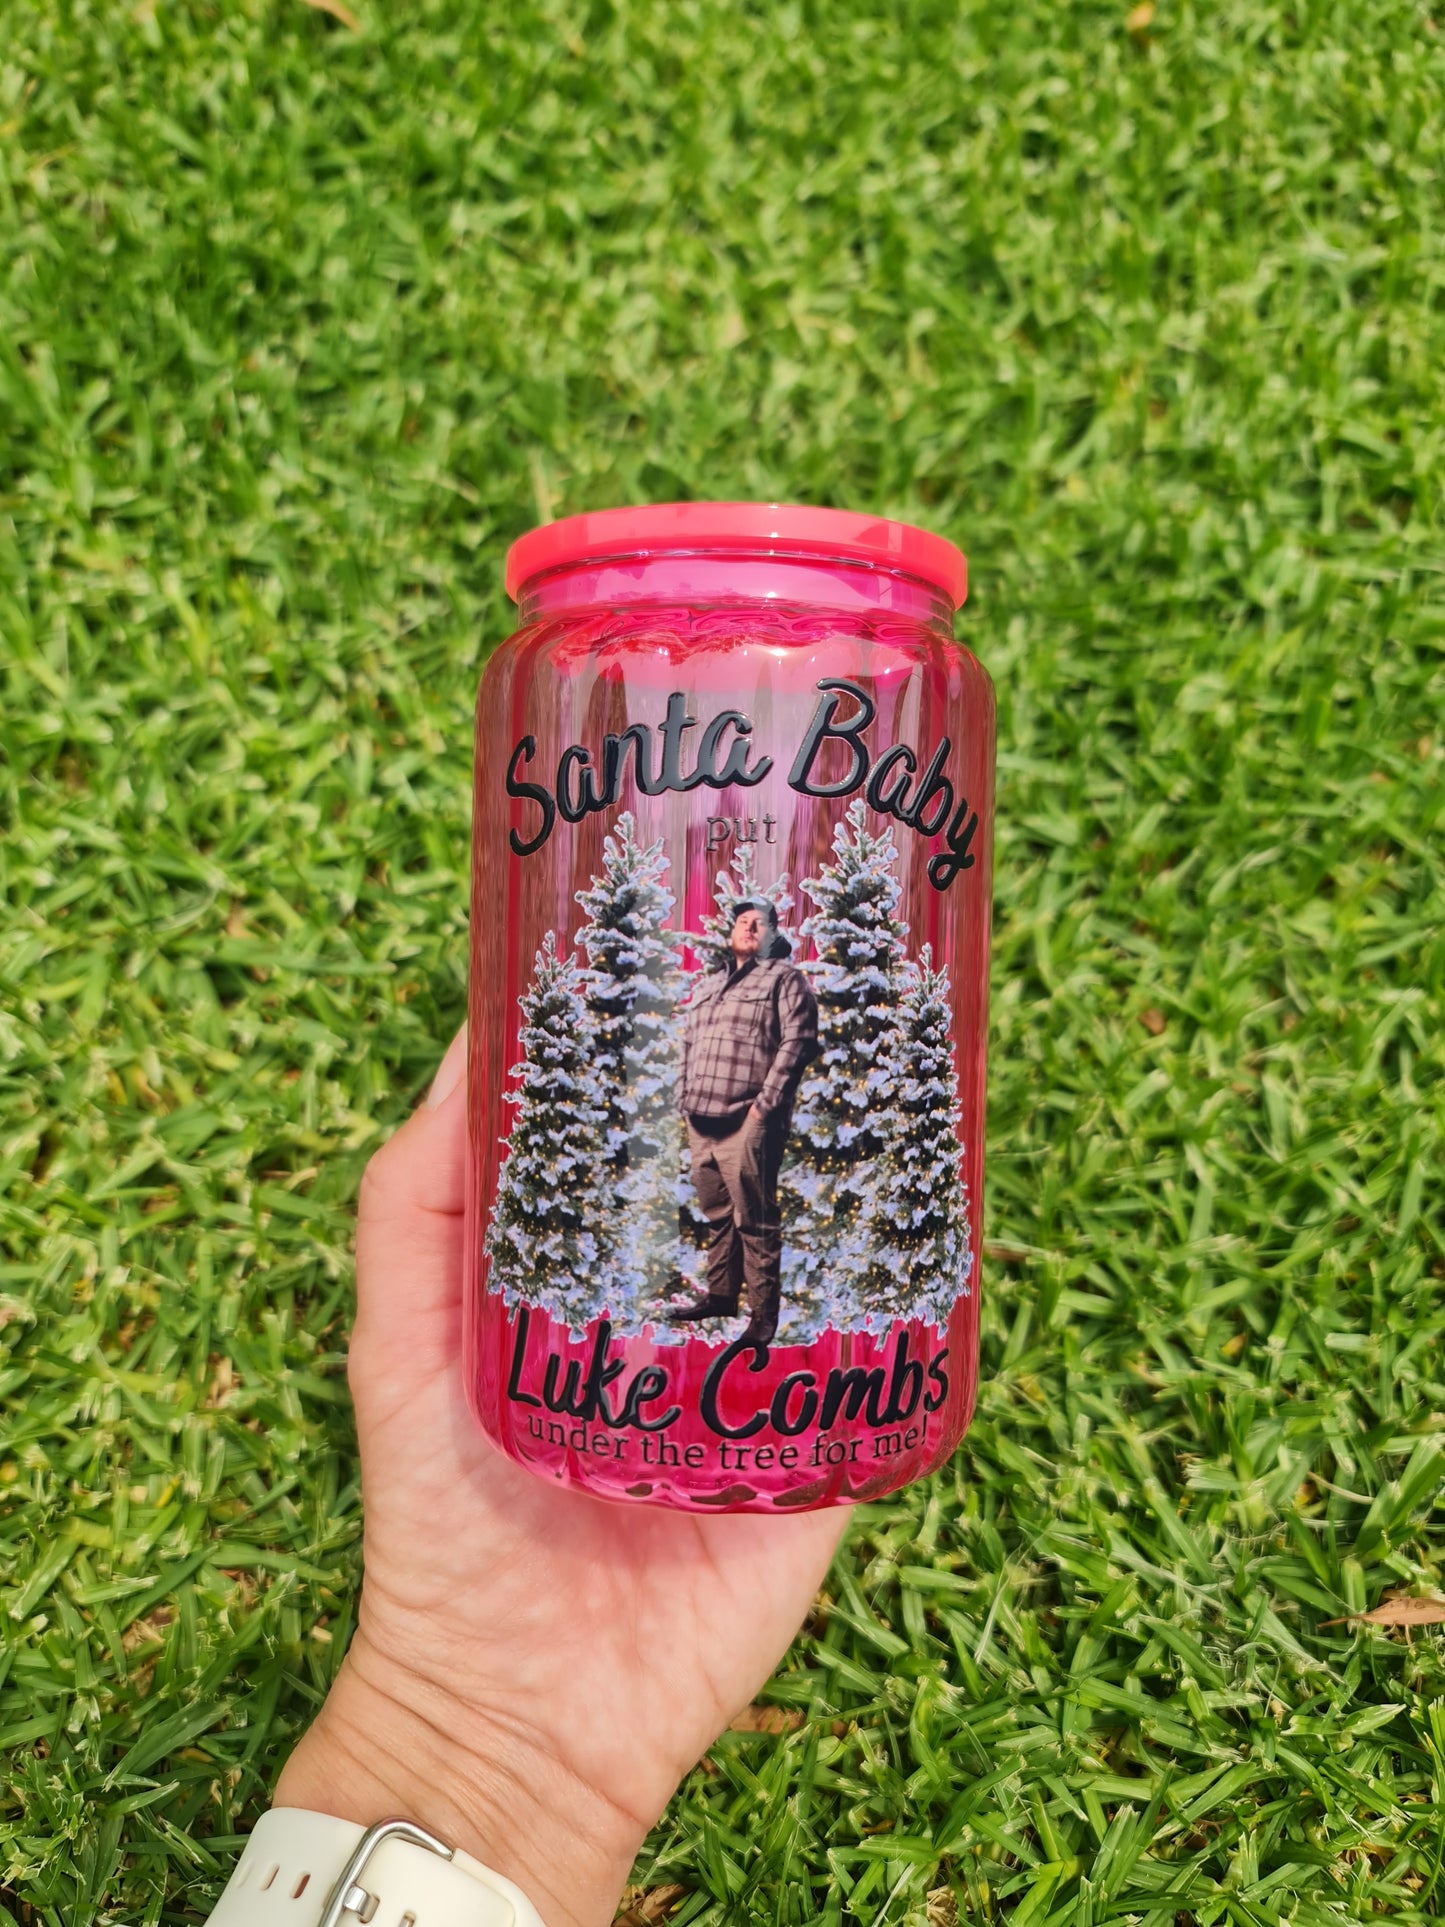 Santa Baby
put
Luke Combs
under the tree for me!